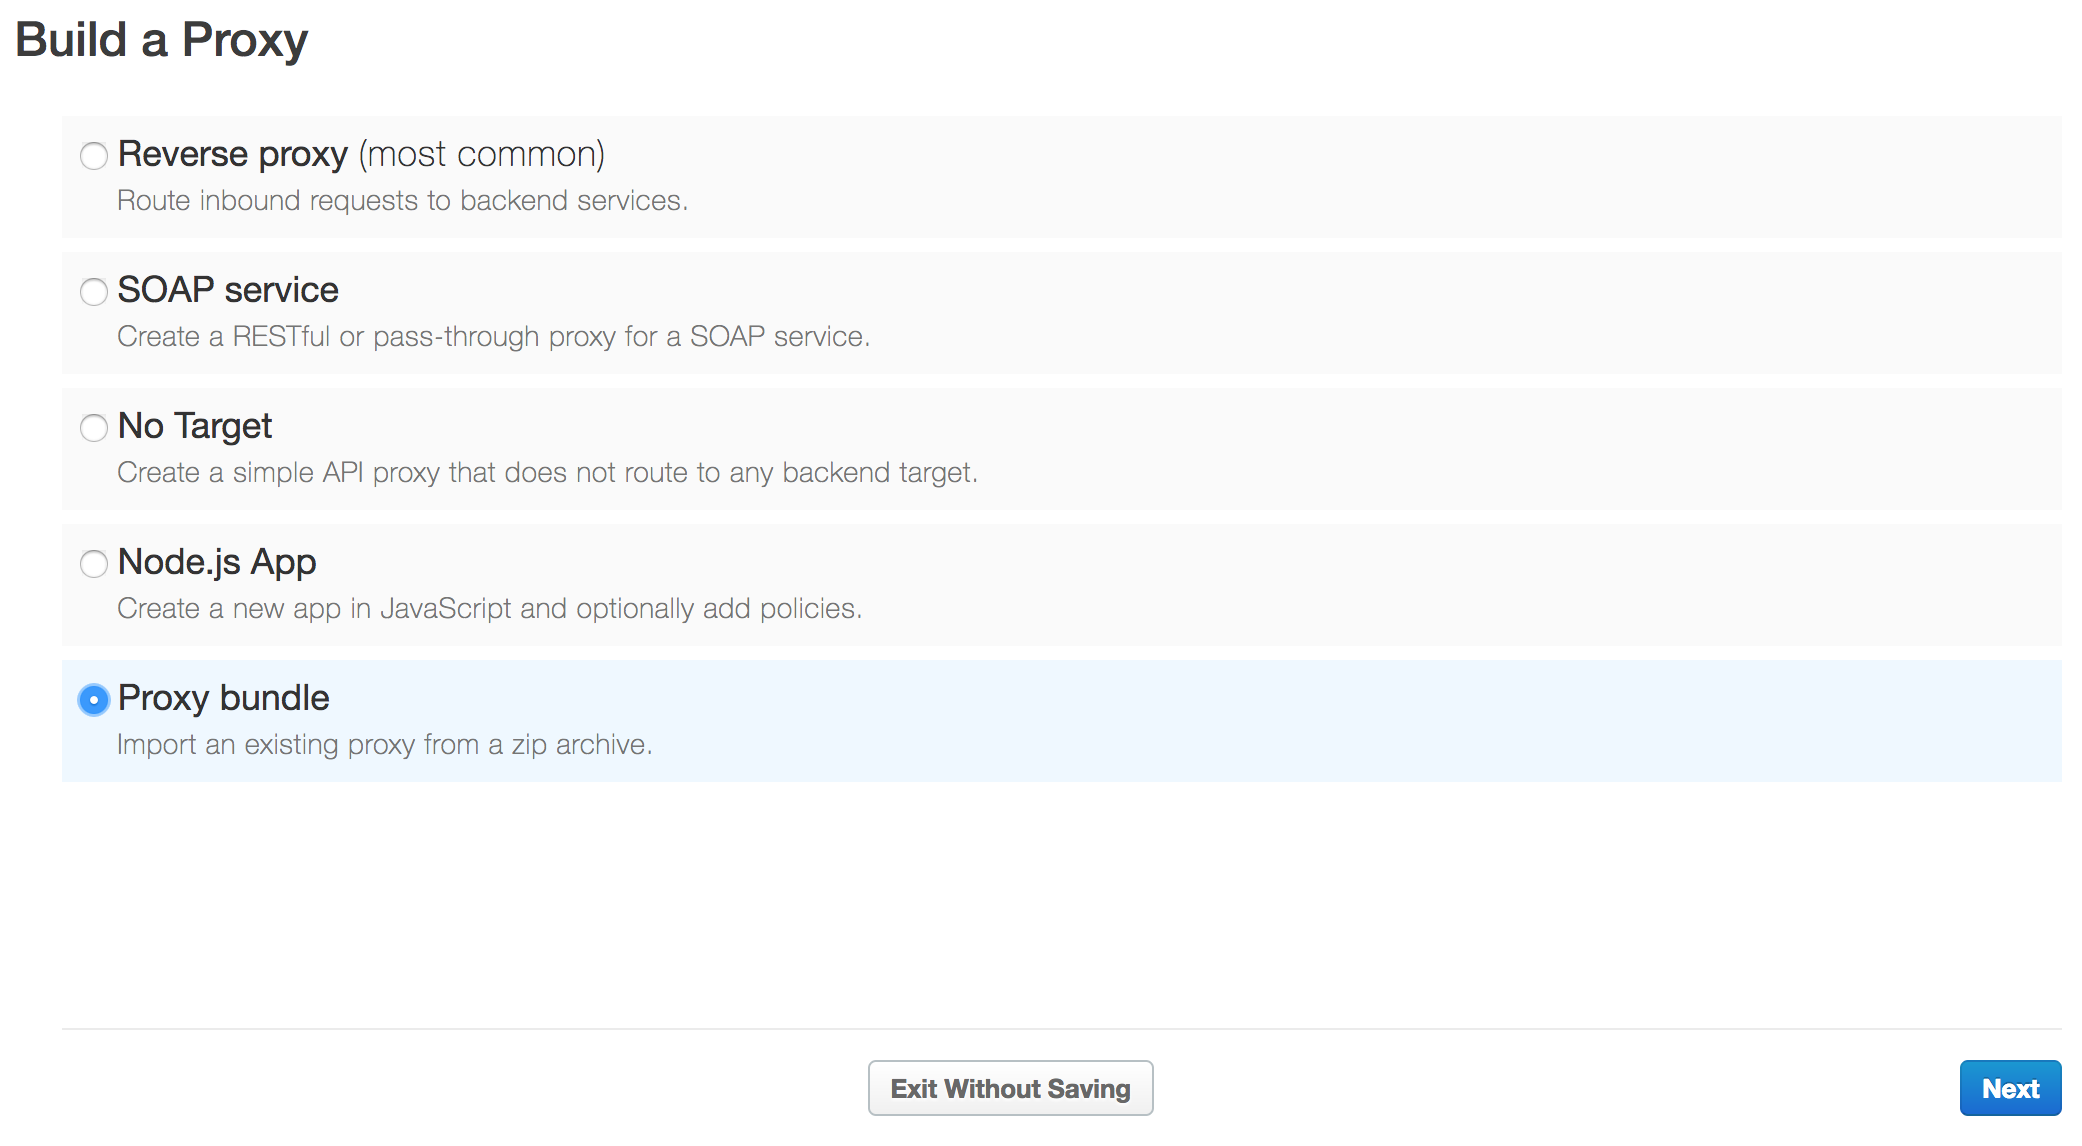 Build a Proxy
Reverse proxy (most common)
Route inbound requests to backend services.
SOAP service
Create a RESTful or pass-through proxy for a SOAP service.
No Target
Create a simple API proxy that does not route to any backend target.
Node.js App
Create a new app in JavaScript and optionally add policies.
Proxy bundle
Import an existing proxy from a zip archive.
Exit Without Saving
Next